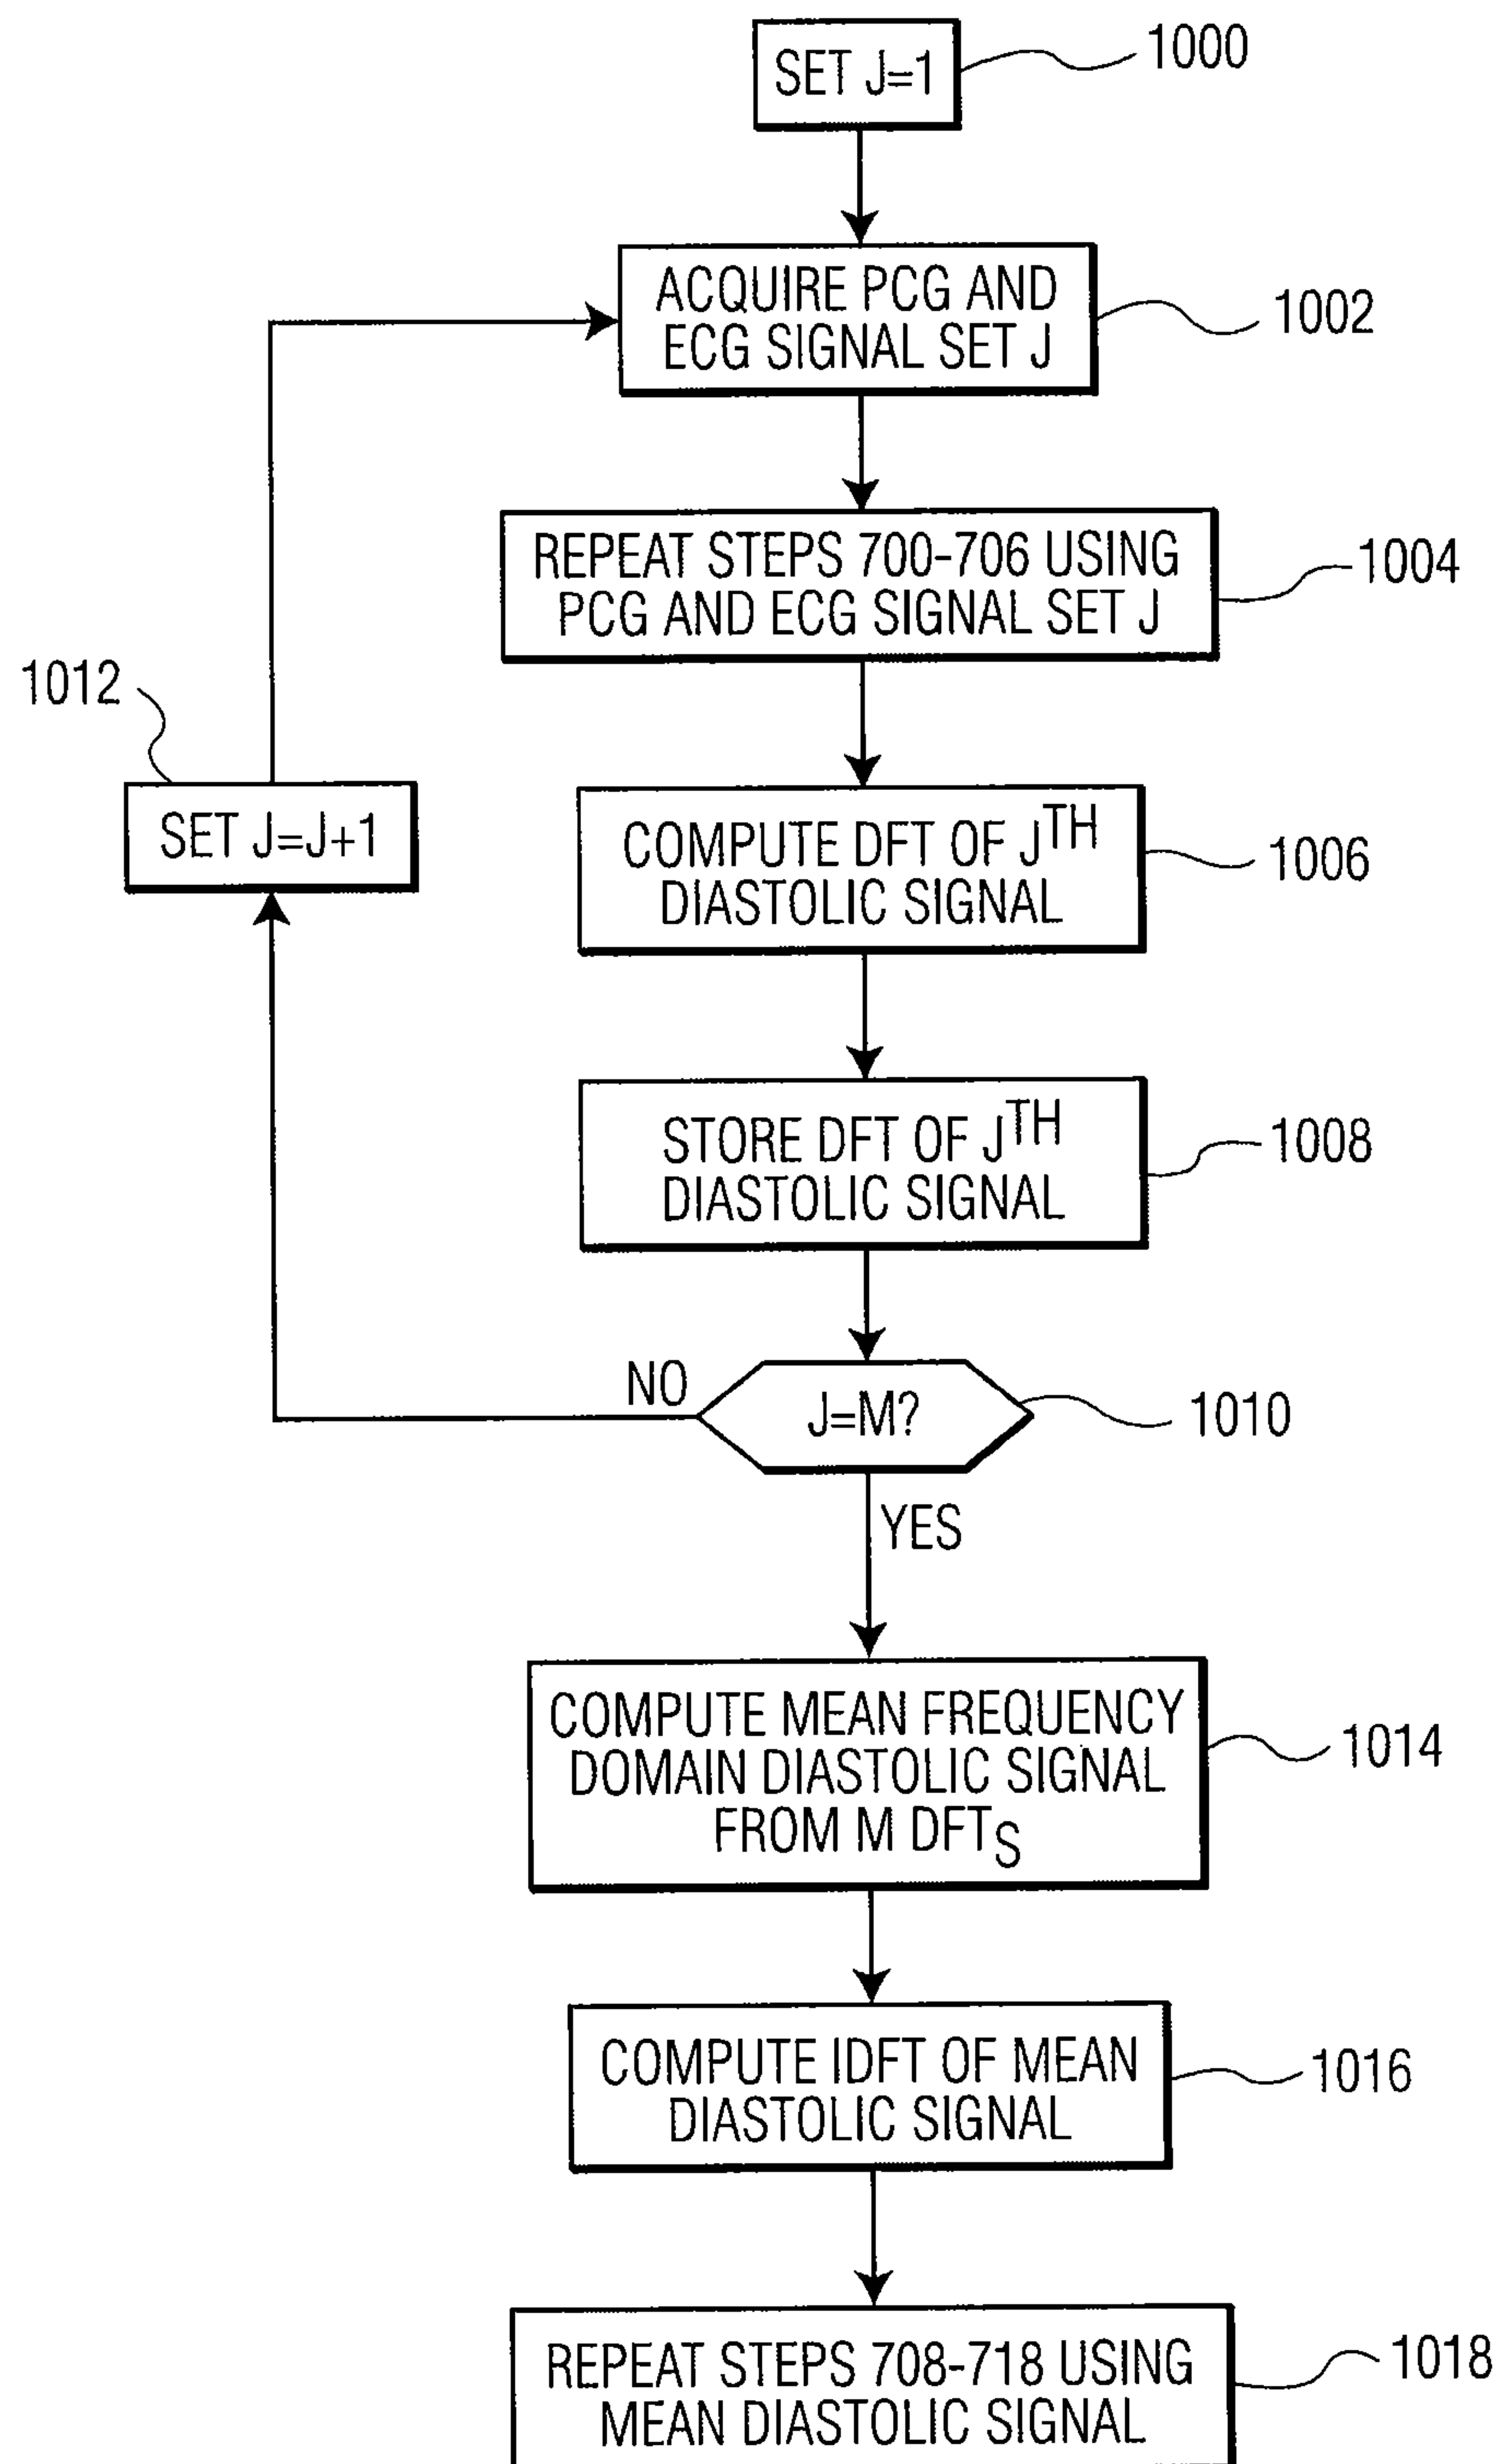 SET J=1
1000
ACQUIRE PCG AND
ECG SIGNAL SET J
1002
REPEAT STEPS 700-706 USING
PCG AND ECG SIGNAL SET J
1004
1012
SET J=J+1
COMPUTE DFT OF JTH
DIASTOLIC SIGNAL
1006
STORE DFT OF JTH
DIASTOLIC SIGNAL
1008
NO
J=M?
1010
YES
COMPUTE MEAN FREQUENCY
DOMAIN DIASTOLIC SIGNAL
FROM M DFTS
1014
COMPUTE IDFT OF MEAN
DIASTOLIC SIGNAL
1016
REPEAT STEPS 708-718 USING
MEAN DIASTOLIC SIGNAL
1018